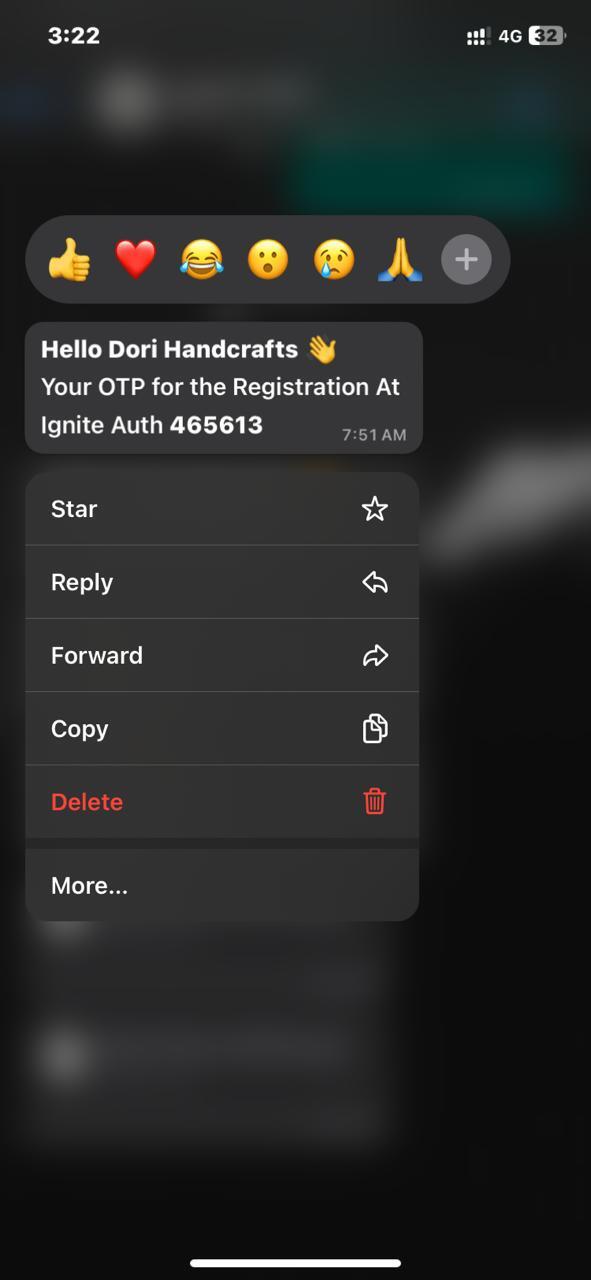 3:22
4G 32
Hello Dori Handcrafts 👋
Your OTP for the Registration At
Ignite Auth 465613
7:51 AM
Star
Reply
Forward
Copy
Delete
More...